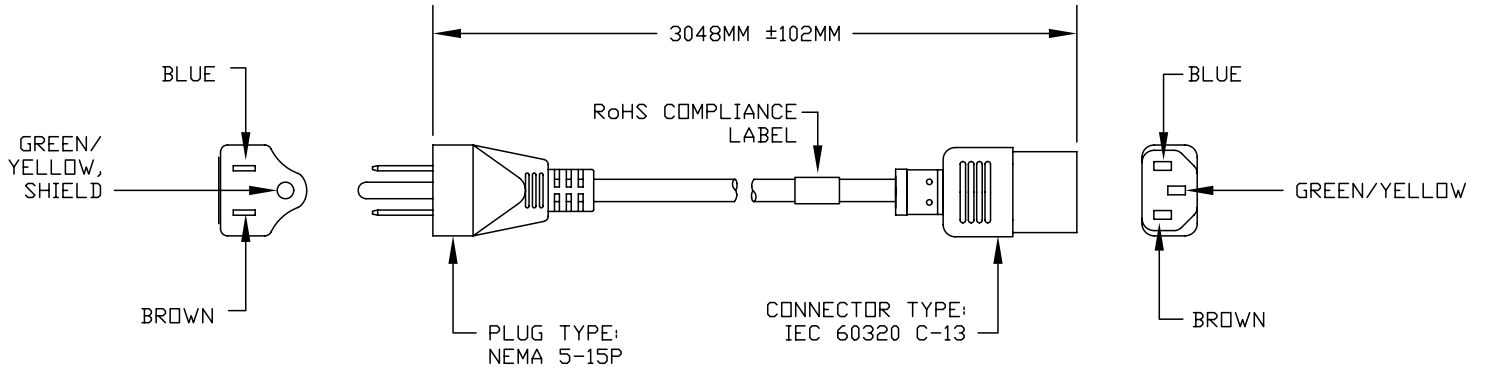 3048MM ±102MM
BLUE
GREEN/
YELLOW,
SHIELD
BROWN
RoHS COMPLIANCE
LABEL
PLUG TYPE:
NEMA 5-15P
CONNECTOR TYPE:
IEC 60320 C-13
BLUE
GREEN/YELLOW
BROWN